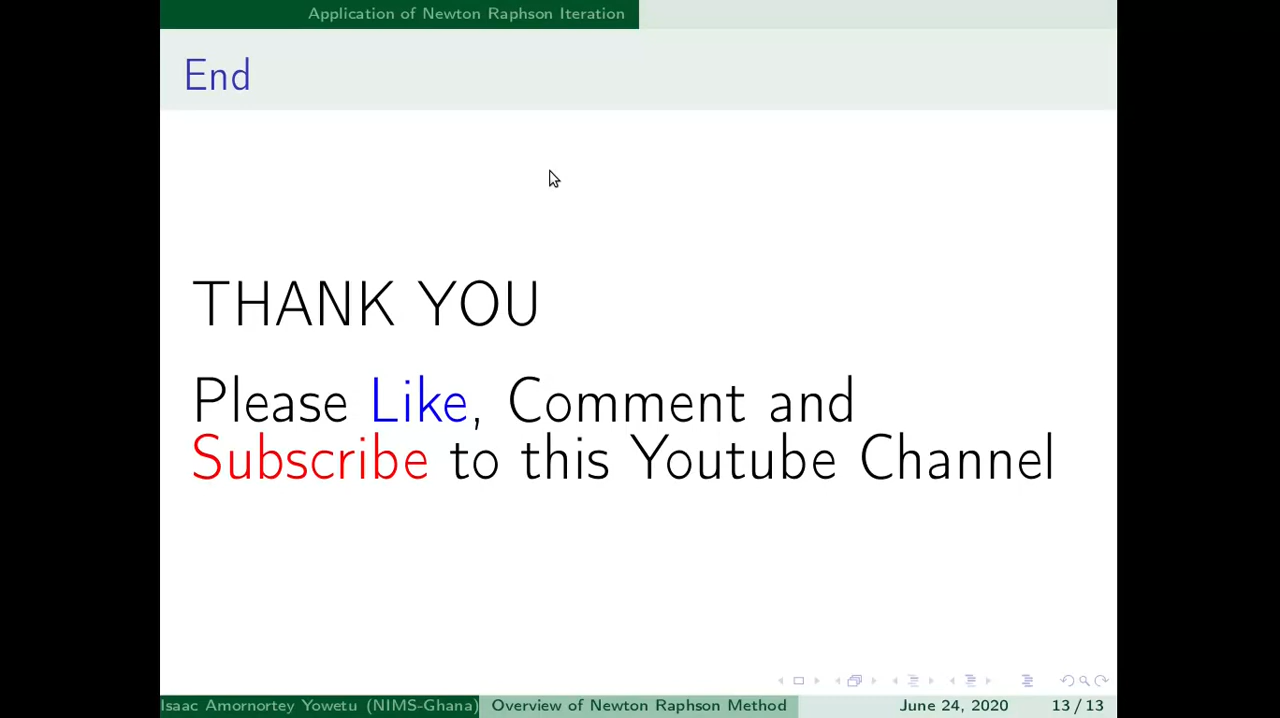 Application of Newton Raphson Iteration
End
THANK YOU
Please Like, Comment and
Subscribe to this Youtube Channel
Isaac Amornortey Yowetu (NIMS-Ghana) Overview of Newton Raphson Method June 24, 2020 13 / 13